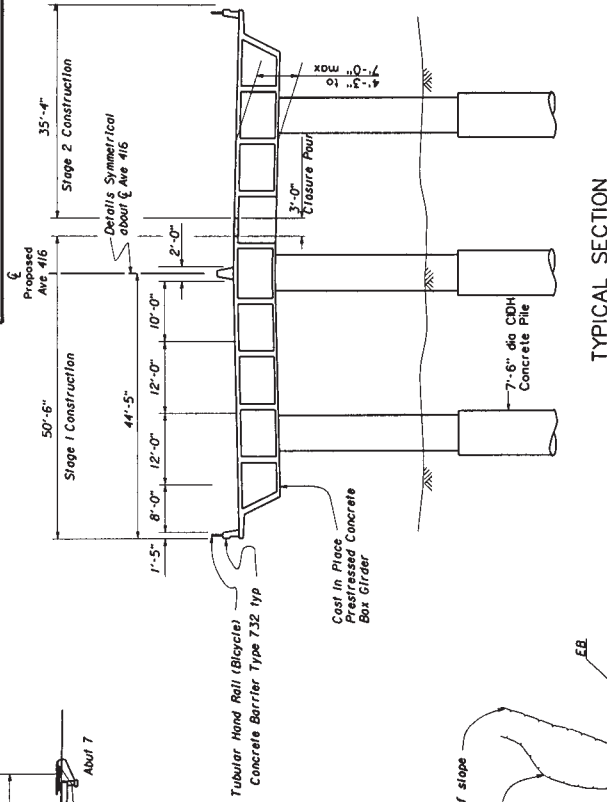 ℄
Proposed
Ave 416
50'-6"
35'-4"
Stage 1 Construction
Stage 2 Construction
Details Symmetrical
about ℄ Ave 416
44'-5"
2'-0"
1'-5"
8'-0"
12'-0"
12'-0"
10'-0"
3'-0"
Closure Pour
4'-3" to
7'-0" max
Tubular Hand Rail (Bicycle)
Concrete Barrier Type 732 typ
Cast In Place
Prestressed Concrete
Box Girder
7'-6" dia CIDH
Concrete Pile
TYPICAL SECTION
Abut 7
slope
EB